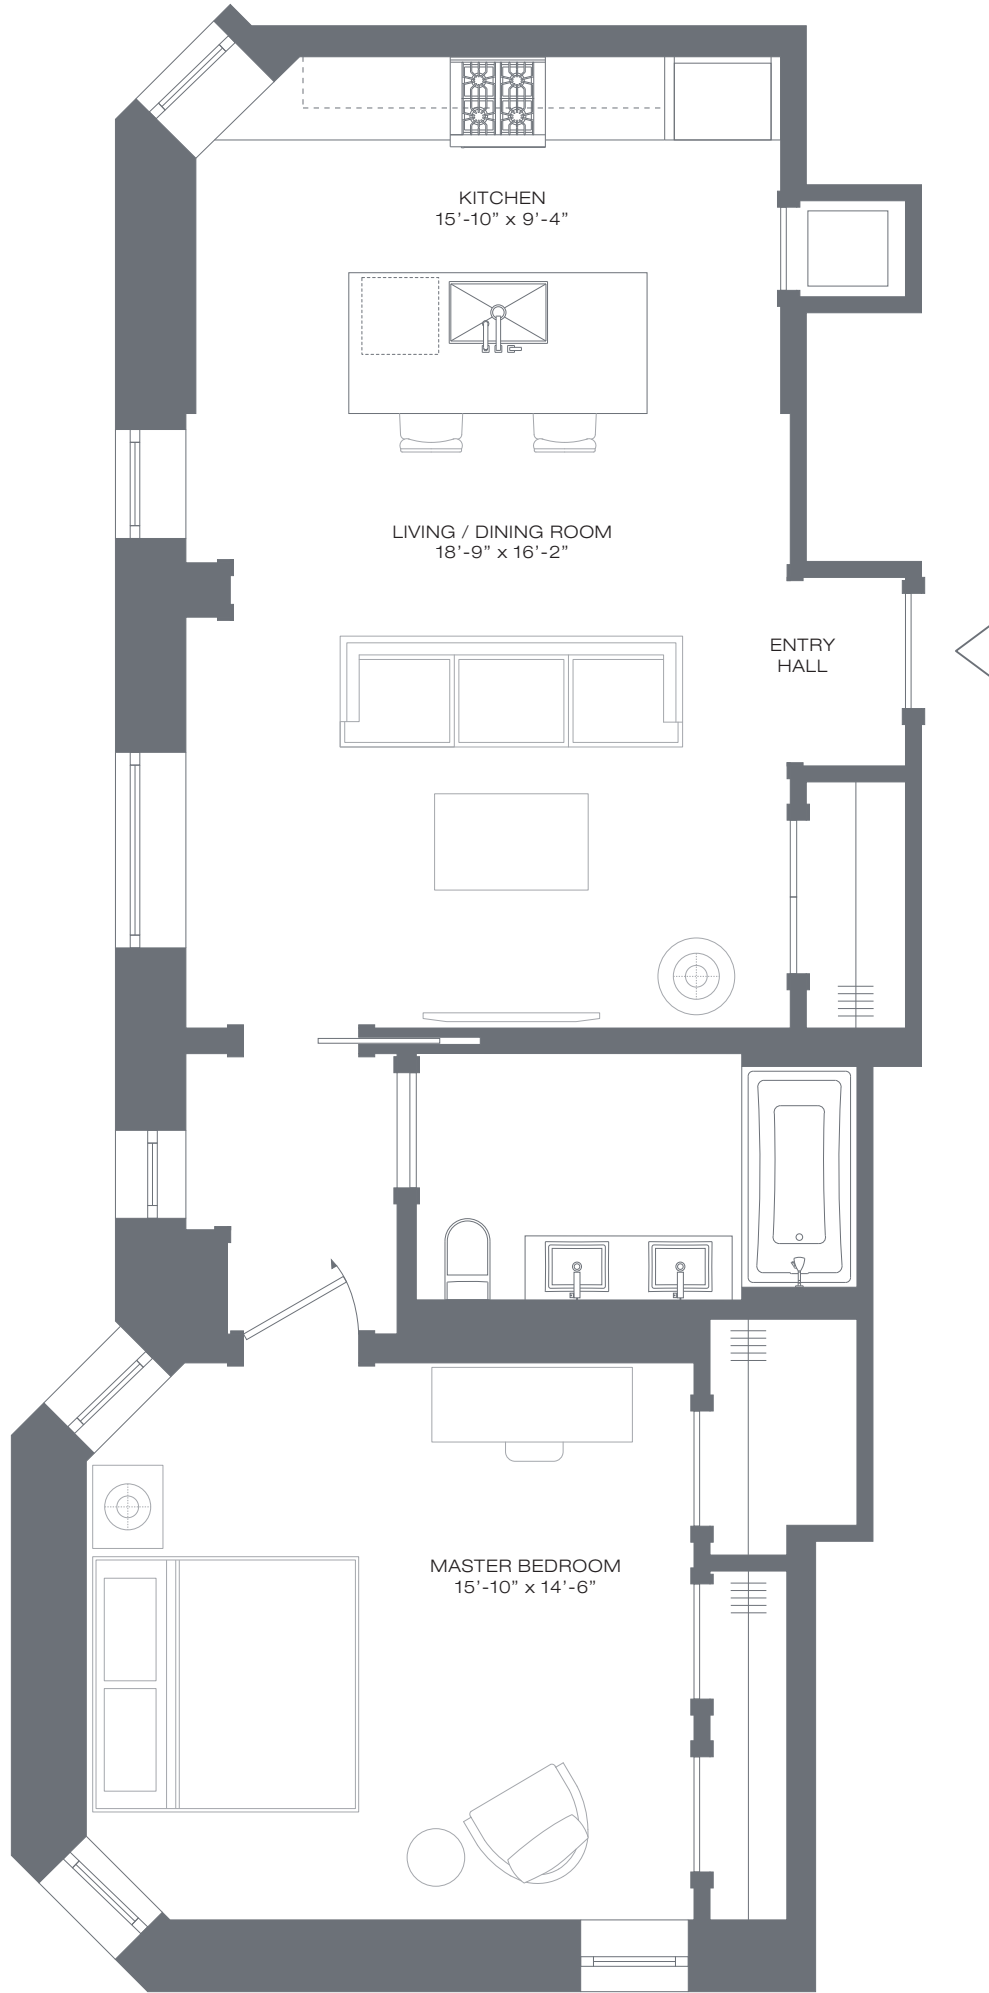 KITCHEN
15’-10” x 9’-4”
LIVING / DINING ROOM
18’-9” x 16’-2”
ENTRY
HALL
MASTER BEDROOM
15’-10” x 14’-6”